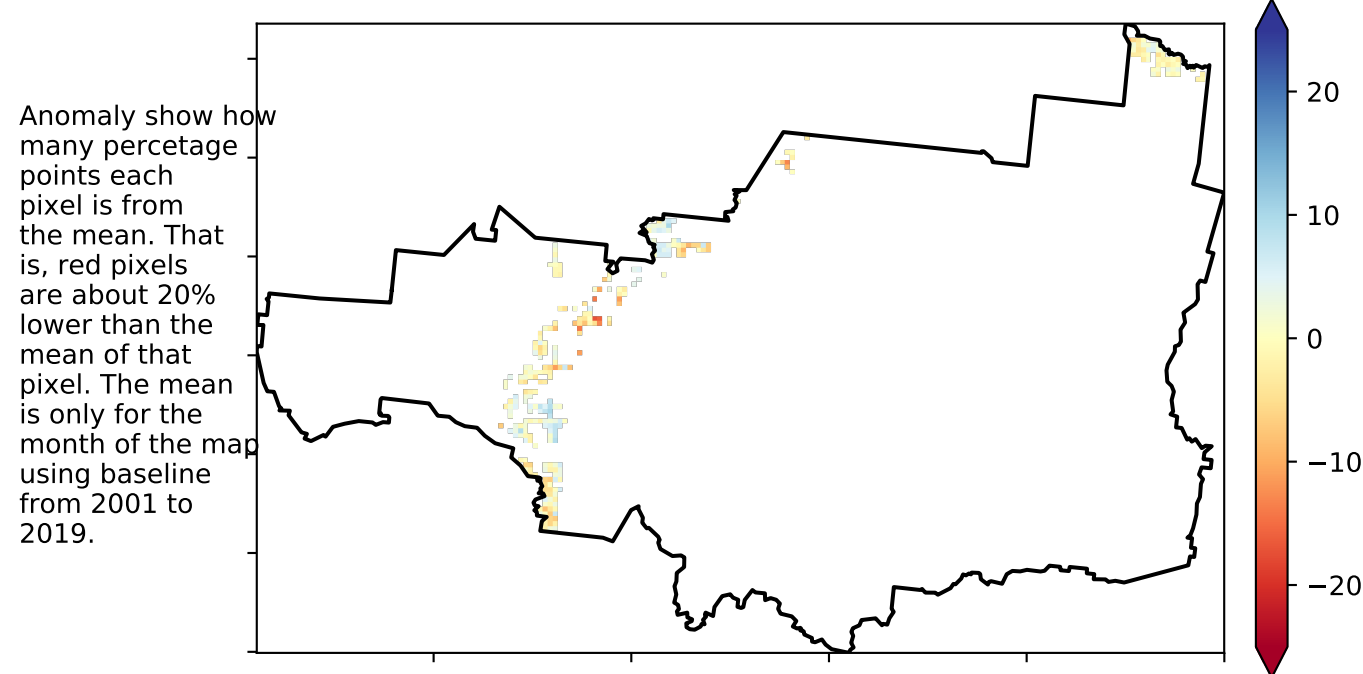 Anomaly show how
many percetage
points each
pixel is from
the mean. That
is, red pixels
are about 20%
lower than the
mean of that
pixel. The mean
is only for the
month of the map
using baseline
from 2001 to
2019.
20
10
0
−10
−20